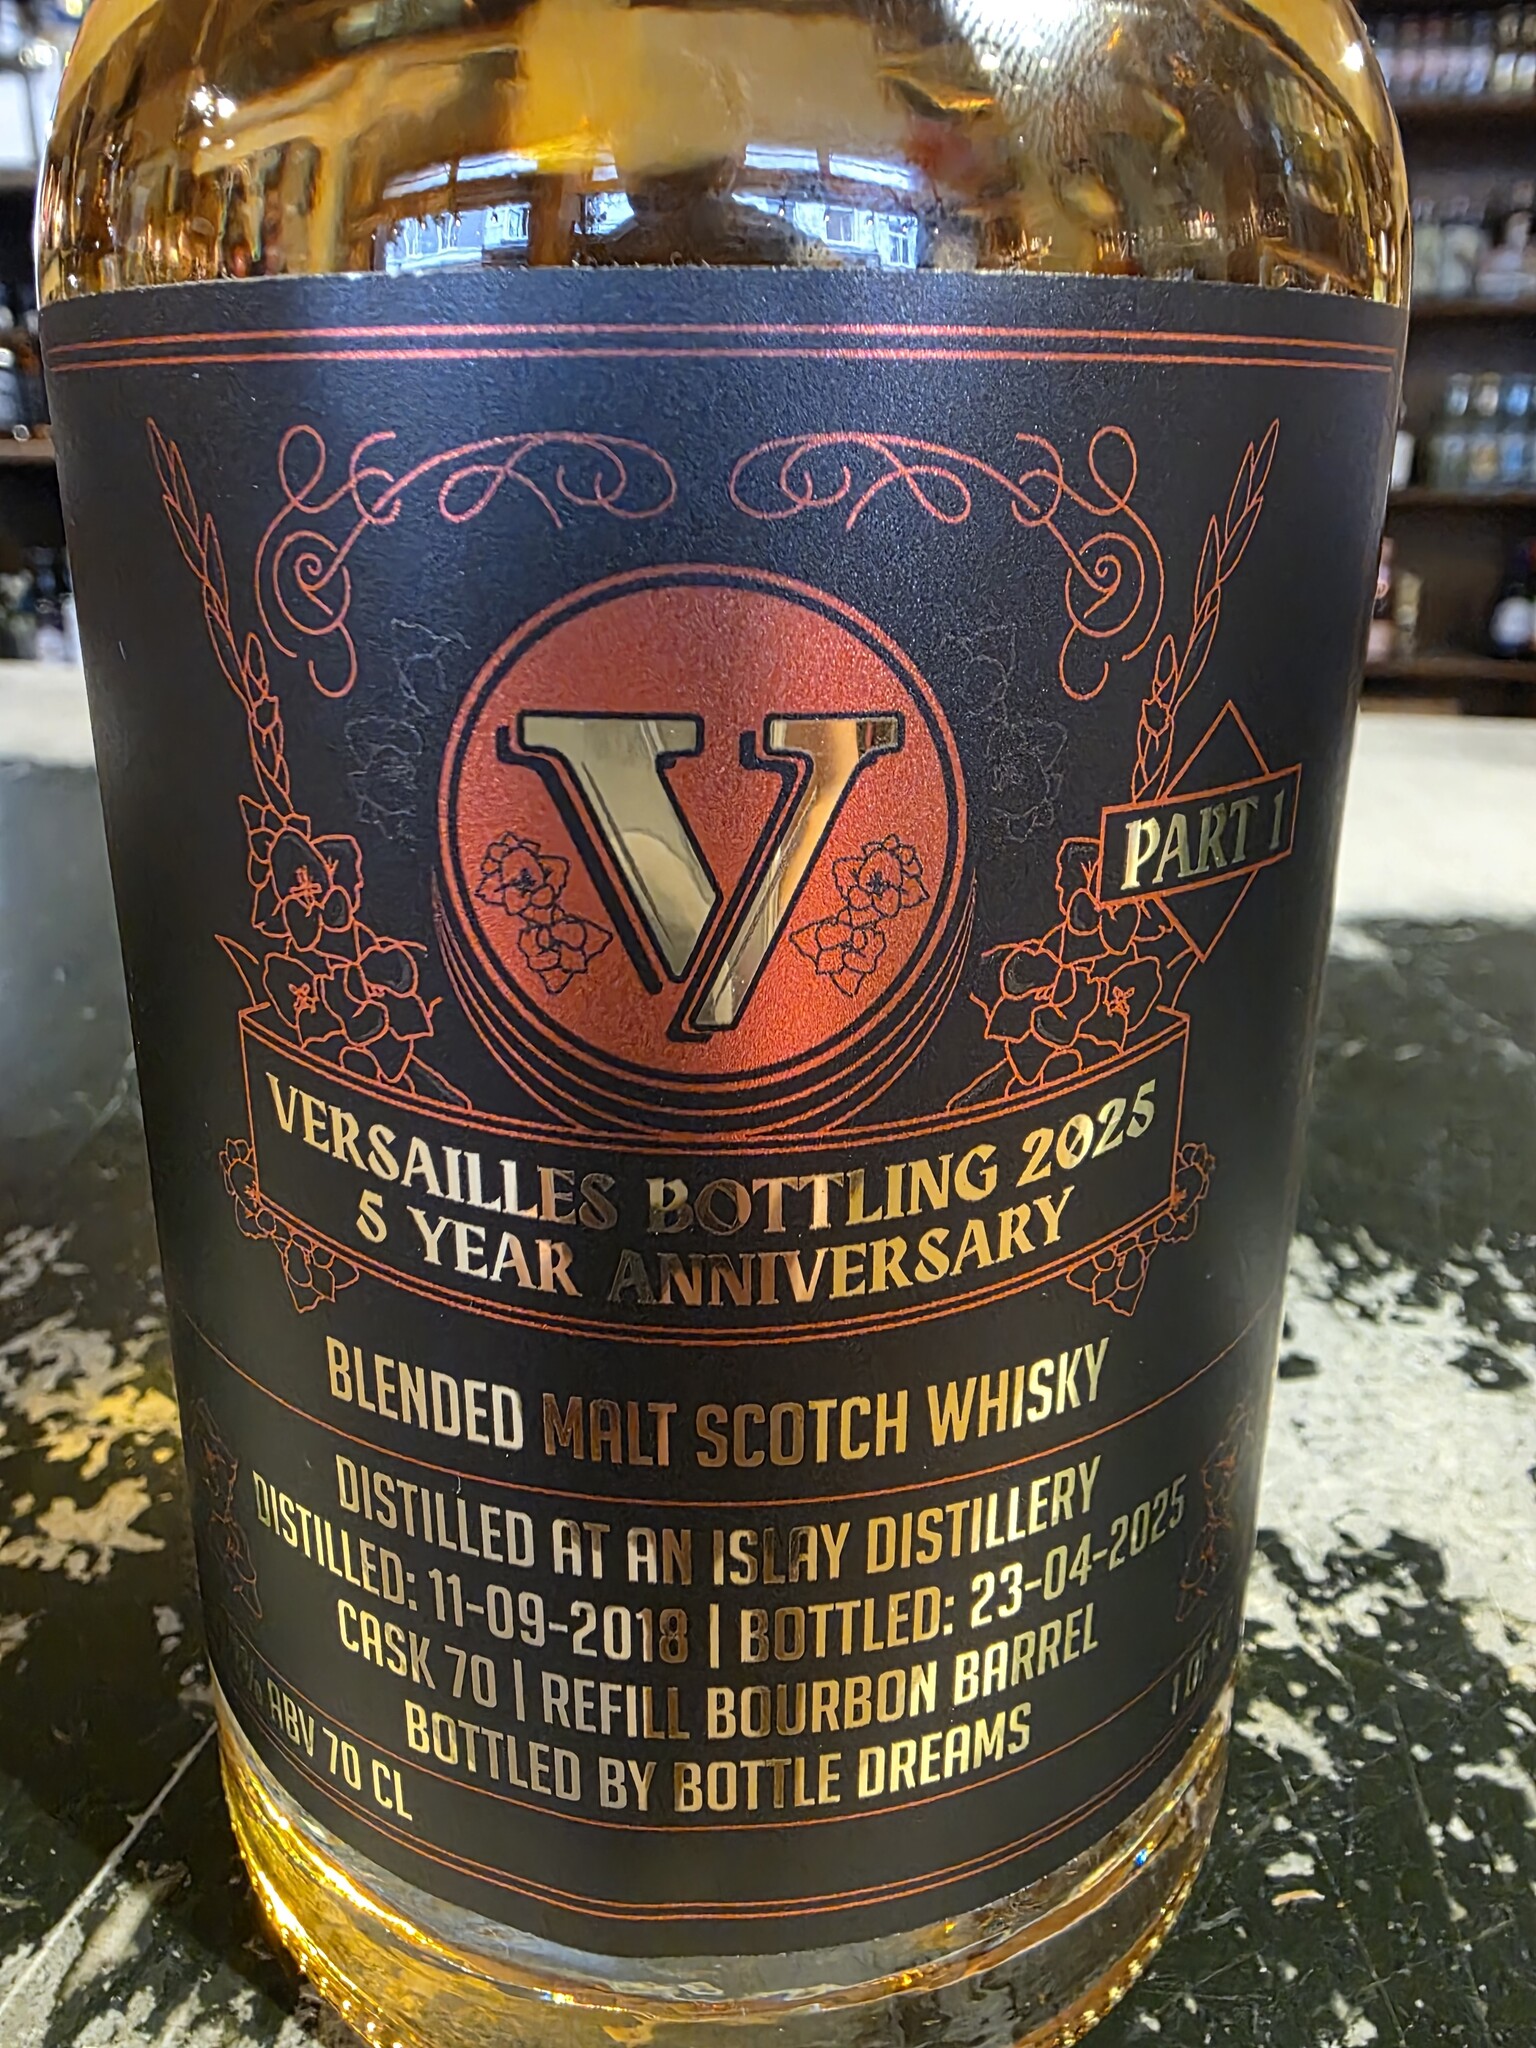 V
PART 1
VERSAILLES BOTTLING 2025
5 YEAR ANNIVERSARY
BLENDED MALT SCOTCH WHISKY
DISTILLED AT AN ISLAY DISTILLERY
DISTILLED: 11-09-2018 | BOTTLED: 23-04-2025
CASK 70 | REFILL BOURBON BARREL
BOTTLED BY BOTTLE DREAMS
% ABV 70 CL